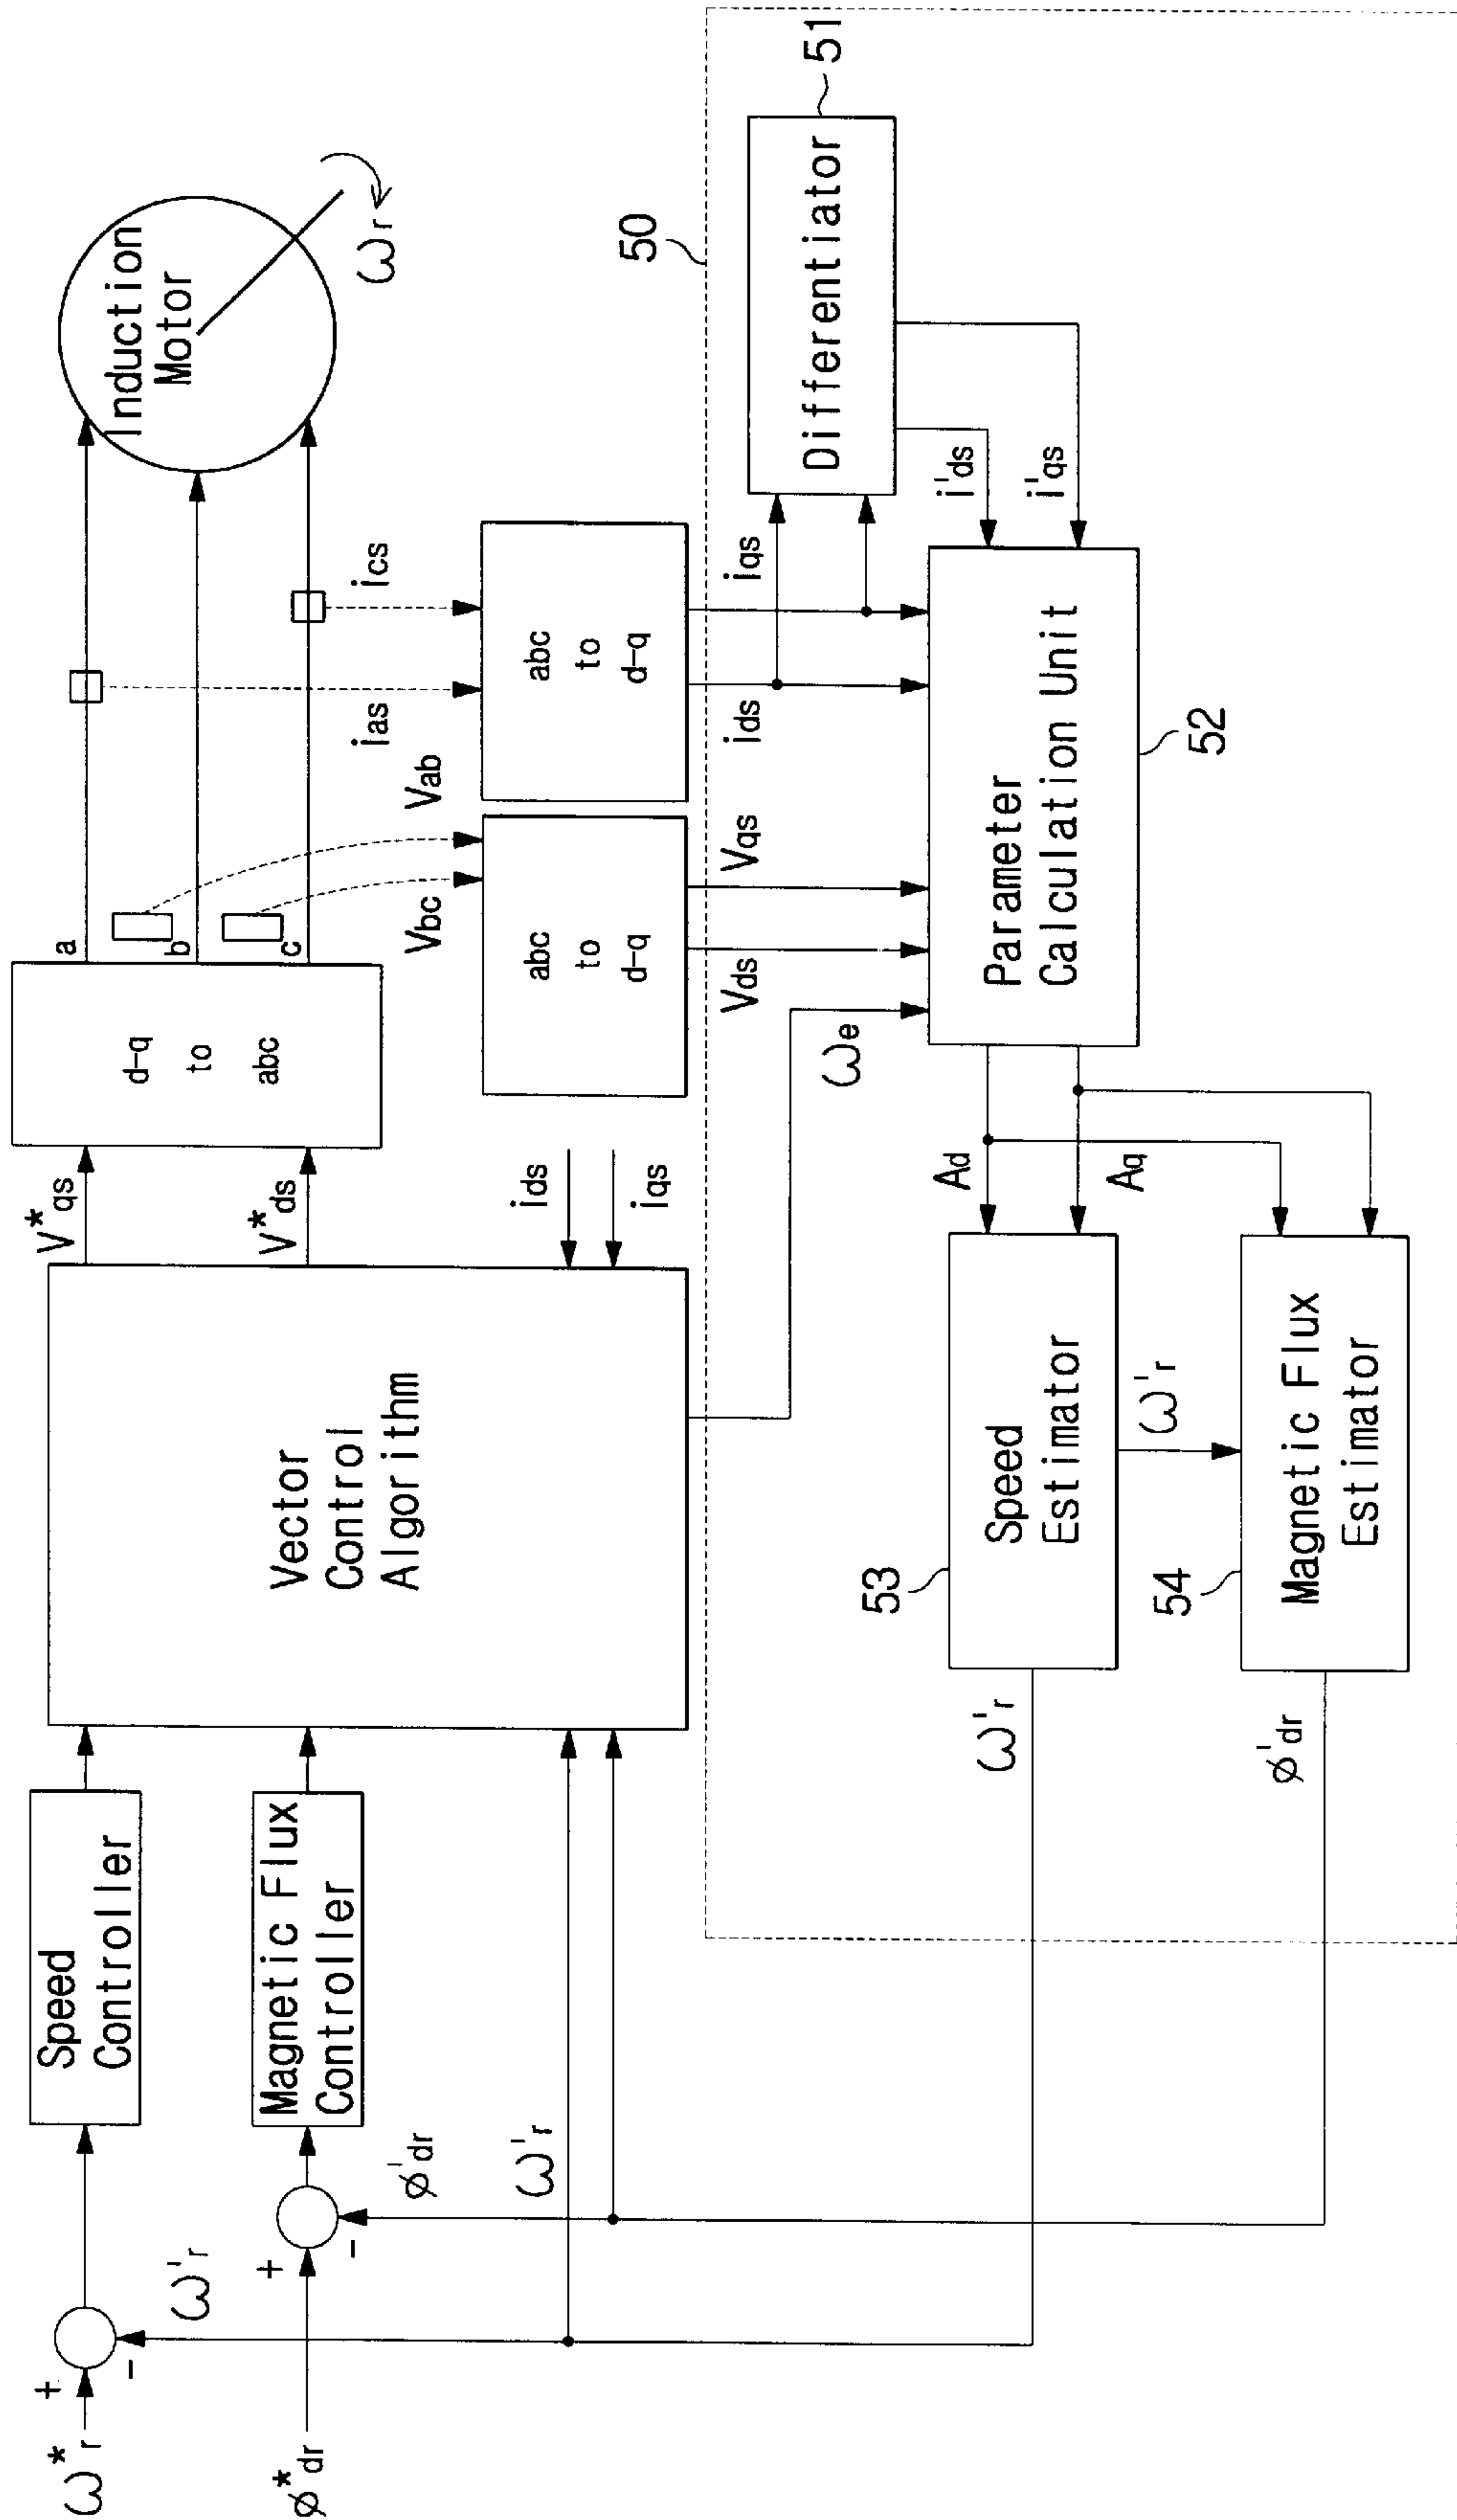 ω*r
+
-
ω'r
Speed
Controller
φ*dr
+
-
φ'dr
Magnetic Flux
Controller
ω'r
Vector
Control
Algorithm
V*qs
V*ds
ids
iqs
d-q
to
abc
a
b
c
Induction
Motor
ωr
Vbc
Vab
ias
ics
abc
to
d-q
abc
to
d-q
ωe
Vds
Vqs
ids
iqs
50
Differentiator
51
i'ds
i'qs
Parameter
Calculation Unit
52
Ad
Aq
Speed
Estimator
53
ω'r
ω'r
Magnetic Flux
Estimator
54
φ'dr